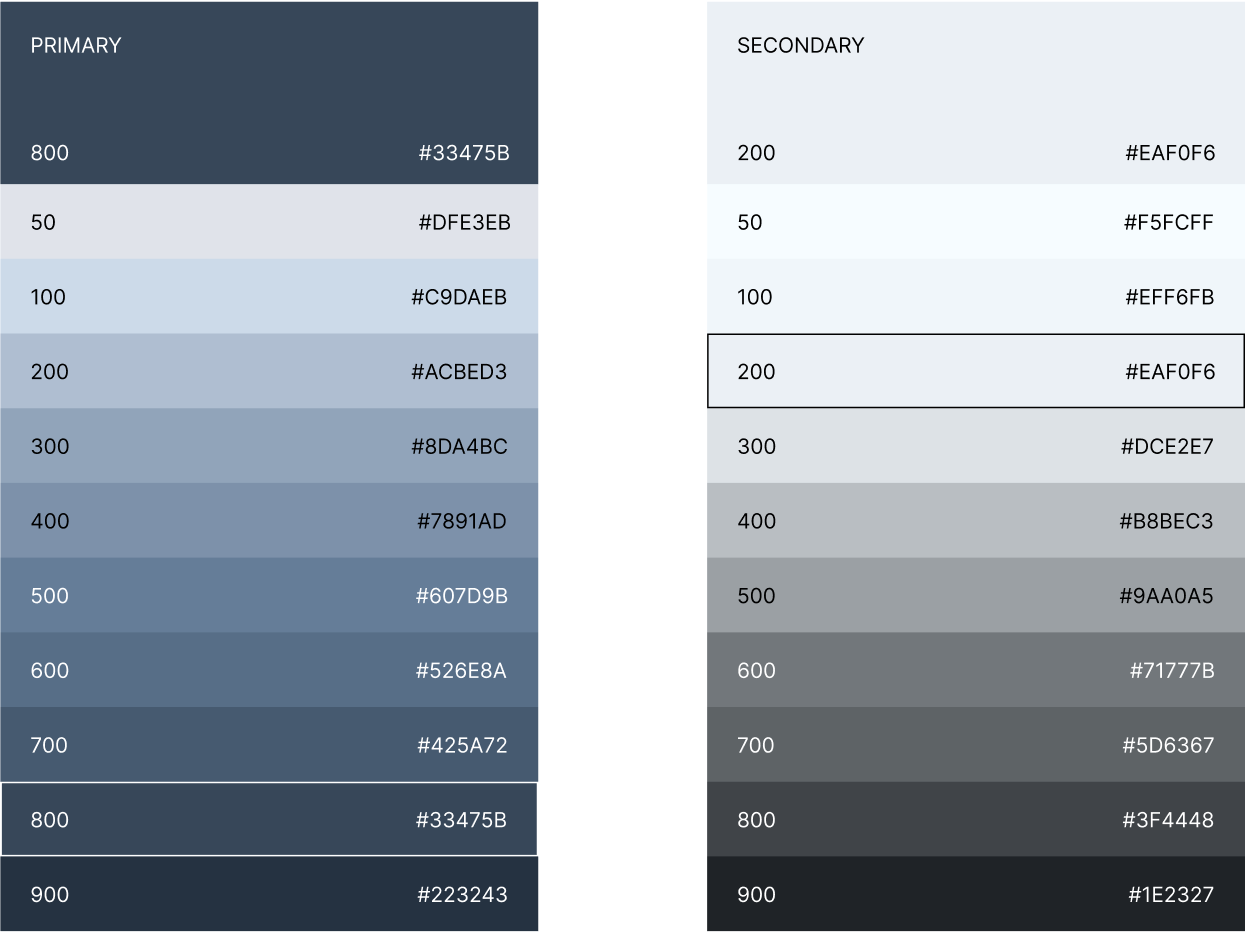 PRIMARY
800 #33475B
50 #DFE3EB
100 #C9DAEB
200 #ACBED3
300 #8DA4BC
400 #7891AD
500 #607D9B
600 #526E8A
700 #425A72
800 #33475B
900 #223243
SECONDARY
200 #EAF0F6
50 #F5FCFF
100 #EFF6FB
200 #EAF0F6
300 #DCE2E7
400 #B8BEC3
500 #9AA0A5
600 #71777B
700 #5D6367
800 #3F4448
900 #1E2327